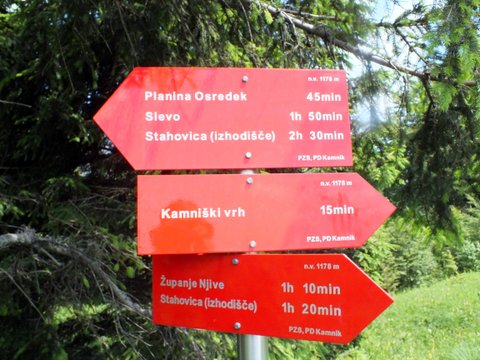 n.v. 1178 m
Planina Osredek 45min
Slevo 1h 50min
Stahovica (izhodišče) 2h 30min
PZS, PD Kamnik
n.v. 1178 m
Kamniški vrh 15min
PZS, PD Kamnik
n.v. 1178 m
Županje Njive 1h 10min
Stahovica (izhodišče) 1h 20min
PZS, PD Kamnik